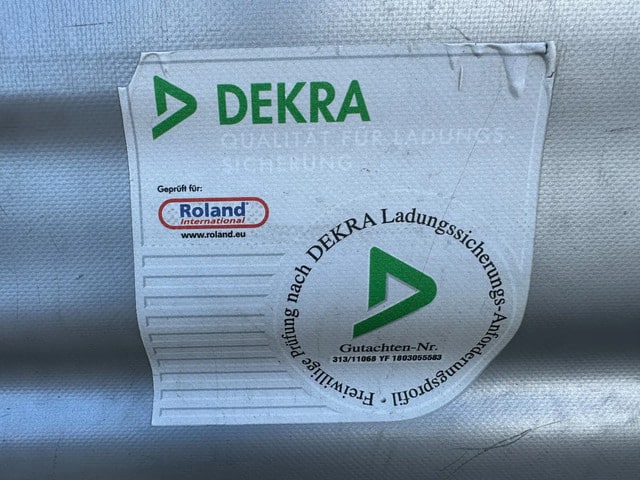 DEKRA
QUALITÄT FÜR LADUNGS-
SICHERUNG
Geprüft für:
Roland
International
www.roland.eu
Freiwillige Prüfung nach DEKRA Ladungssicherungs-Anforderungsprofil •
Gutachten-Nr.
313/11068 YF 1803055583